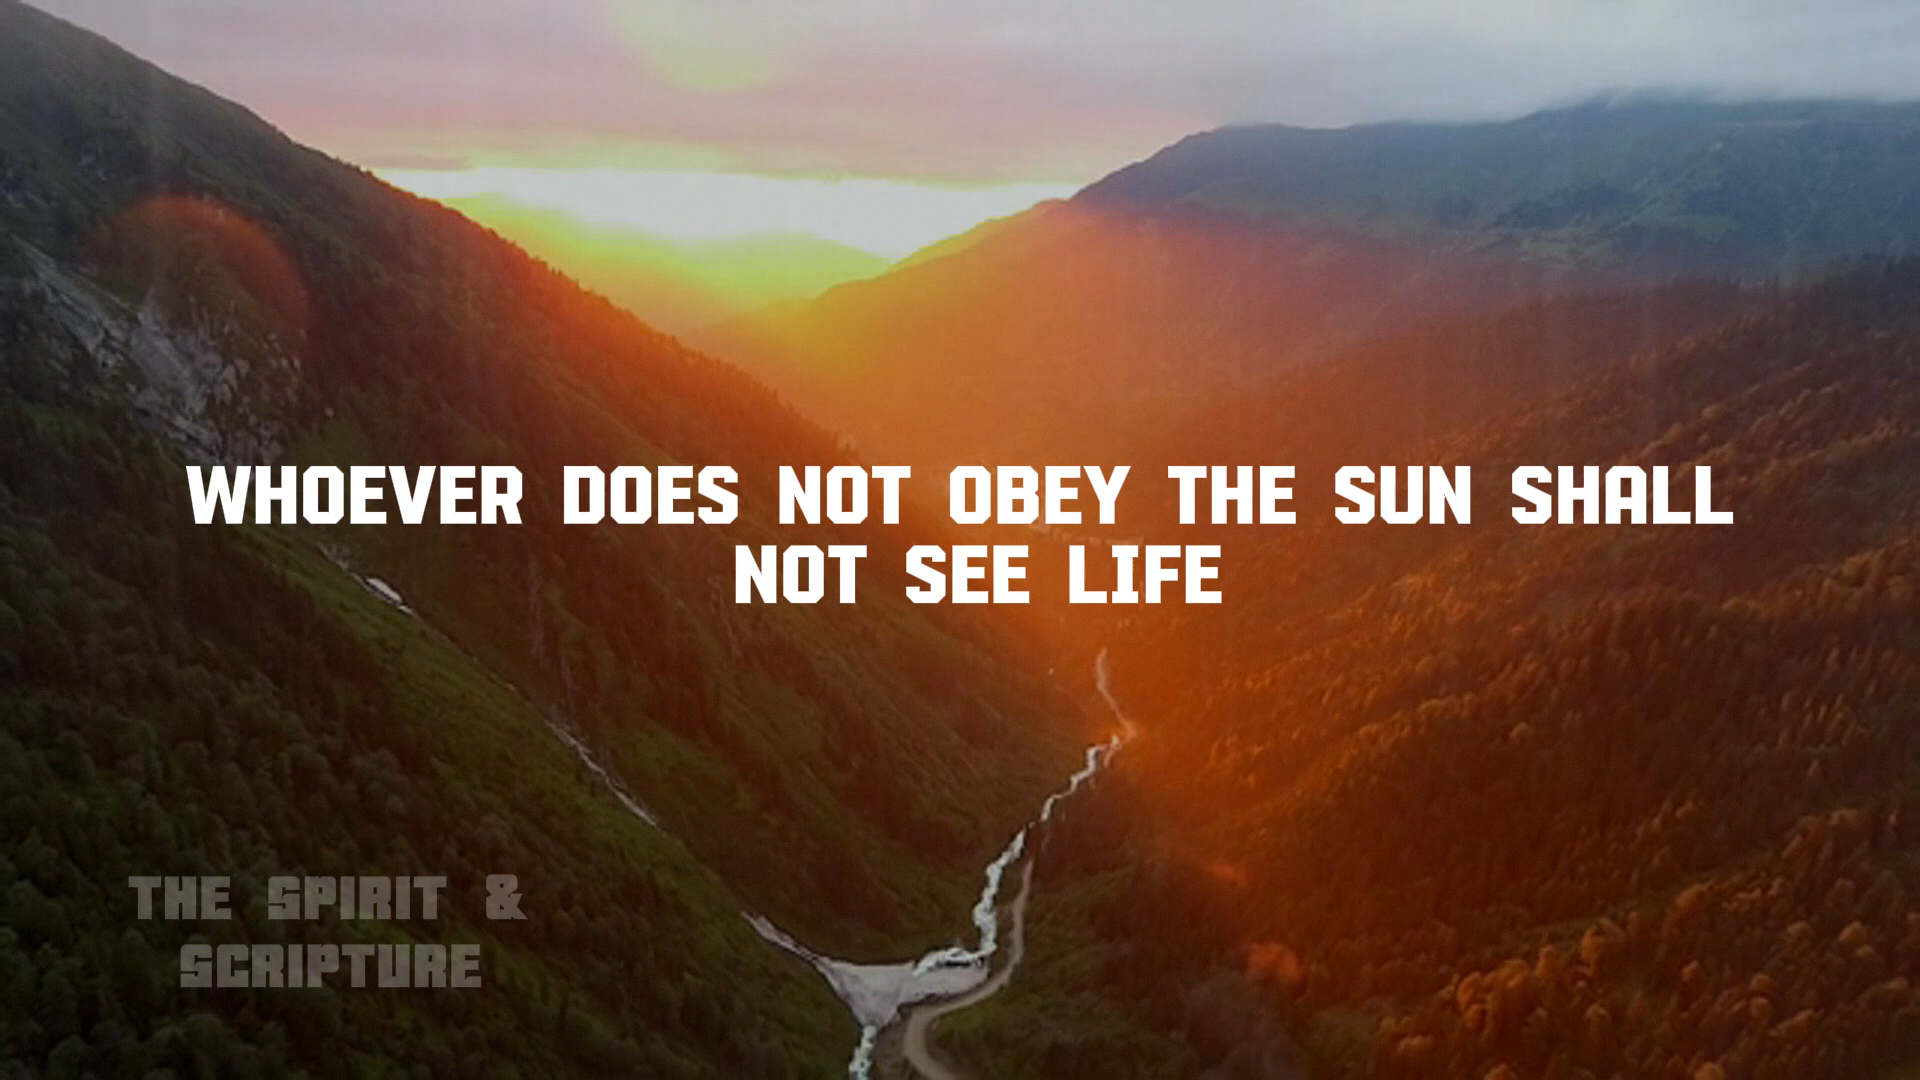 WHOEVER DOES NOT OBEY THE SUN SHALL
NOT SEE LIFE
THE SPIRIT &
SCRIPTURE